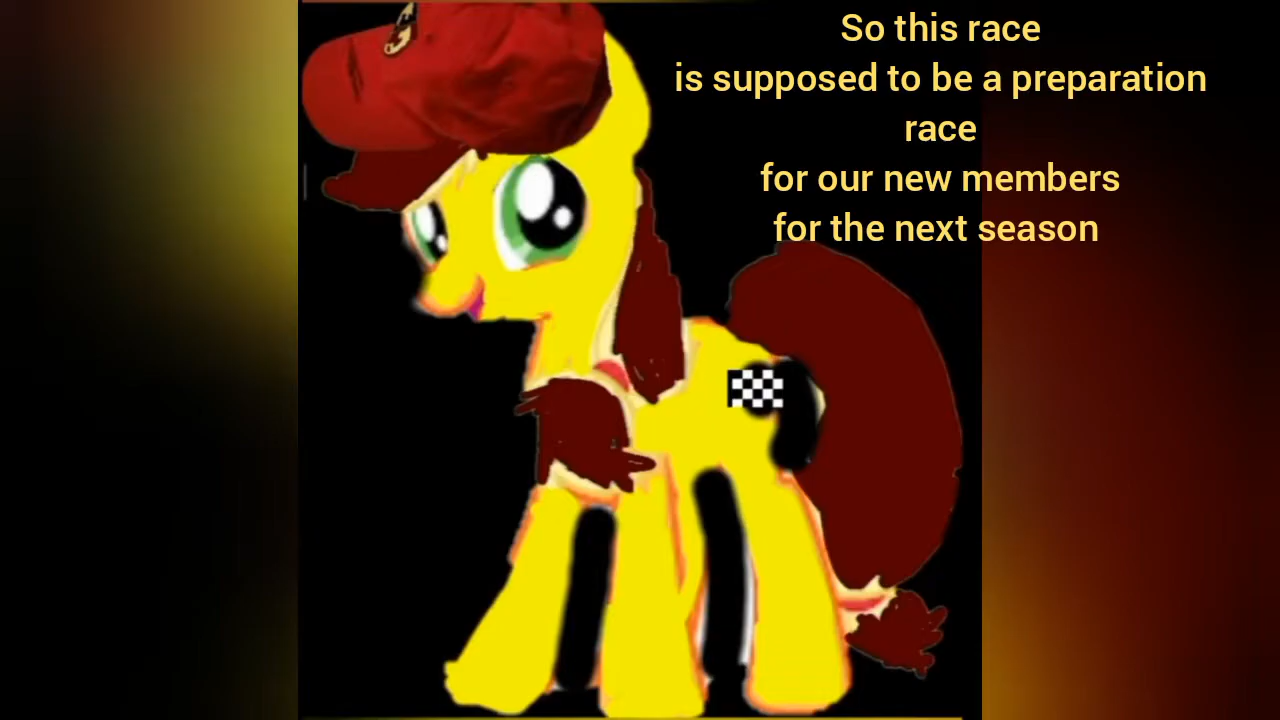 So this race
is supposed to be a preparation
race
for our new members
for the next season